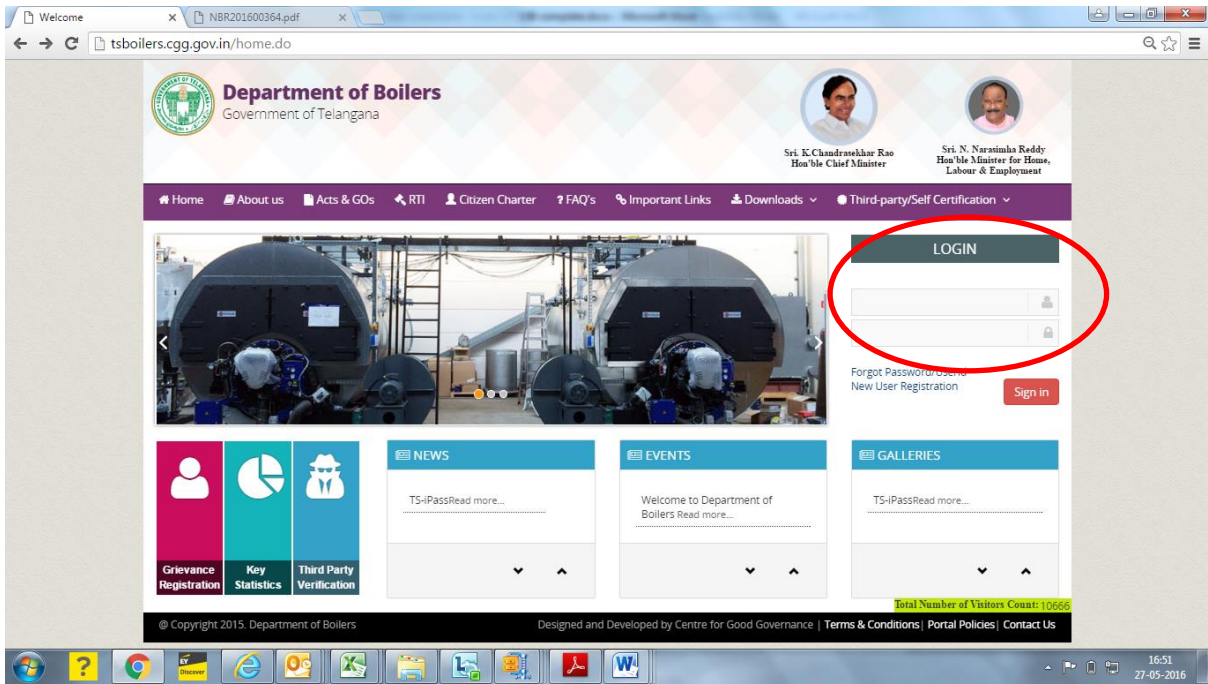 Welcome
NBR201600364.pdf
tsboilers.cgg.gov.in/home.do
Department of Boilers
Government of Telangana
Sri. K.Chandrasekhar Rao
Hon'ble Chief Minister
Sri. N. Narasimha Reddy
Hon'ble Minister for Home,
Labour & Employment
Home About us Acts & GOs RTI Citizen Charter ? FAQ's Important Links Downloads Third-party/Self Certification
LOGIN
Forgot Password/UserId
New User Registration
Sign in
Grievance
Registration
Key
Statistics
Third Party
Verification
NEWS
TS-iPassRead more...
EVENTS
Welcome to Department of
Boilers Read more...
GALLERIES
TS-iPassRead more...
Total Number of Visitors Count: 10666
@ Copyright 2015. Department of Boilers
Designed and Developed by Centre for Good Governance | Terms & Conditions| Portal Policies| Contact Us
EY
Discover
16:51
27-05-2016